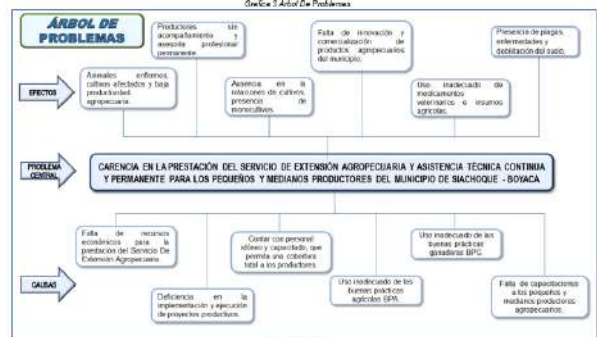 Grafica 3 Arbol De Problemas
ÁRBOL DE
PROBLEMAS
Productores sin
acompañamiento y
asesoría profesional
permanente.
Falta de innovación y
comercialización de
productos agropecuarios
del municipio.
Presencia de plagas,
enfermedades y
debilitación del suelo.
EFECTOS
Animales enfermos,
cultivos afectados y baja
productividad
agropecuaria.
Ausencia en la
rotaciones de cultivos,
presencia de
monocultivos.
Uso inadecuado de
medicamentos
veterinarios e insumos
agrícolas.
PROBLEMA
CENTRAL
CARENCIA EN LA PRESTACIÓN DEL SERVICIO DE EXTENSIÓN AGROPECUARIA Y ASISTENCIA TÉCNICA CONTINUA
Y PERMANENTE PARA LOS PEQUEÑOS Y MEDIANOS PRODUCTORES DEL MUNICIPIO DE SIACHOQUE - BOYACA
Falta de recursos
económicos para la
prestación del Servicio De
Extensión Agropecuaria.
Contar con personal
idóneo y capacitado, que
permita una cobertura
total a los productores.
Uso inadecuado de las
buenas prácticas
ganaderas BPG.
CAUSAS
Deficiencia en la
implementación y ejecución
de proyectos productivos.
Uso inadecuado de las
buenas prácticas
agrícolas BPA.
Falta de capacitaciones
a los pequeños y
medianos productores
agropecuarios.